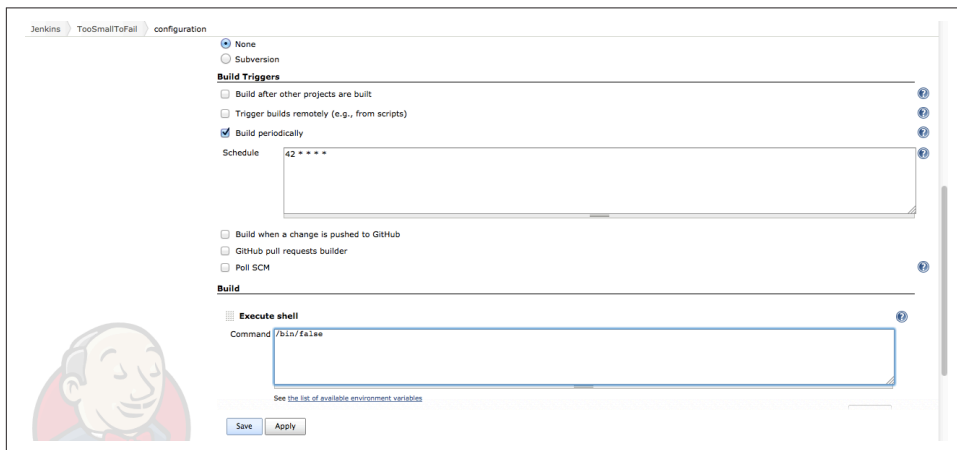 Jenkins TooSmallToFail configuration
None
Subversion
Build Triggers
Build after other projects are built
Trigger builds remotely (e.g., from scripts)
Build periodically
Schedule 42 * * * *
Build when a change is pushed to GitHub
GitHub pull requests builder
Poll SCM
Build
Execute shell
Command /bin/false
See the list of available environment variables
Save Apply